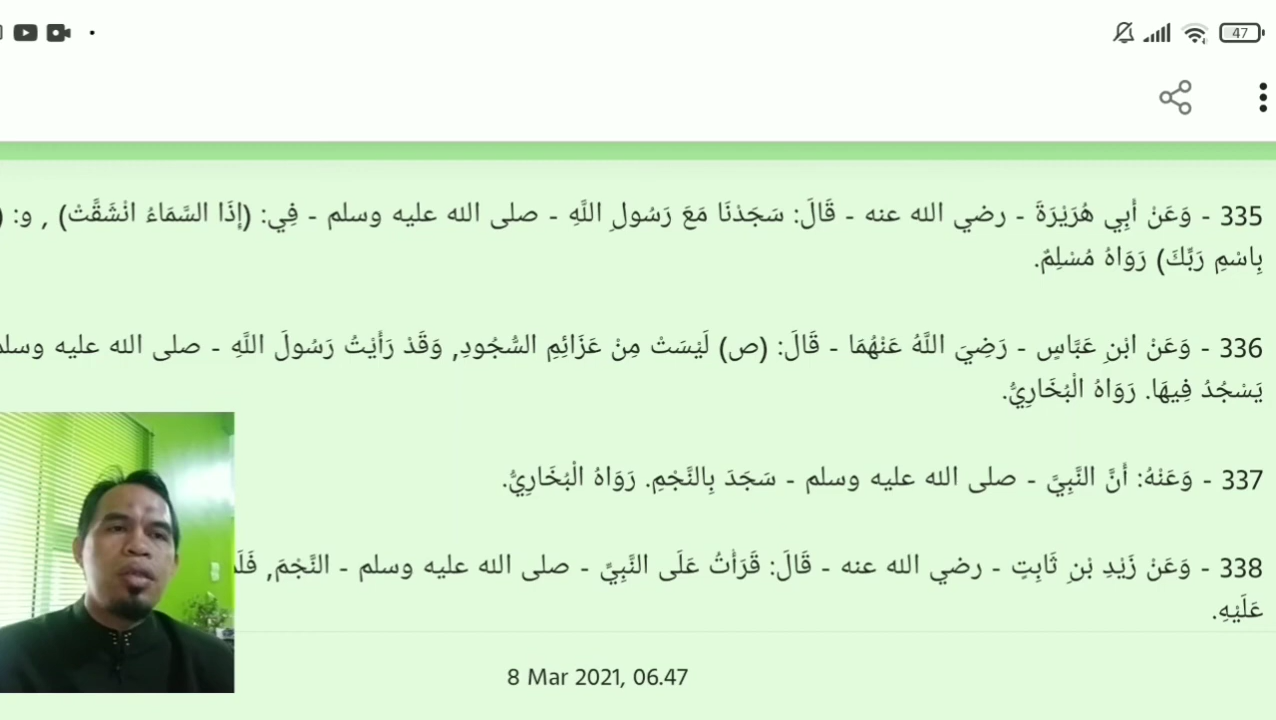 47
335 - وَعَنْ أَبِي هُرَيْرَةَ - رضي الله عنه - قَالَ: سَجَدْنَا مَعَ رَسُولِ اللَّهِ - صلى الله عليه وسلم - فِي: (إِذَا السَّمَاءُ انْشَقَّتْ) , و: (
بِاسْمِ رَبِّكَ) رَوَاهُ مُسْلِمٌ.
336 - وَعَنْ ابْنِ عَبَّاسٍ - رَضِيَ اللَّهُ عَنْهُمَا - قَالَ: (ص) لَيْسَتْ مِنْ عَزَائِمِ السُّجُودِ, وَقَدْ رَأَيْتُ رَسُولَ اللَّهِ - صلى الله عليه وسلم
يَسْجُدُ فِيهَا. رَوَاهُ الْبُخَارِيُّ.
337 - وَعَنْهُ: أَنَّ النَّبِيَّ - صلى الله عليه وسلم - سَجَدَ بِالنَّجْمِ. رَوَاهُ الْبُخَارِيُّ.
338 - وَعَنْ زَيْدِ بْنِ ثَابِتٍ - رضي الله عنه - قَالَ: قَرَأْتُ عَلَى النَّبِيِّ - صلى الله عليه وسلم - النَّجْمَ,
عَلَيْهِ.
8 Mar 2021, 06.47